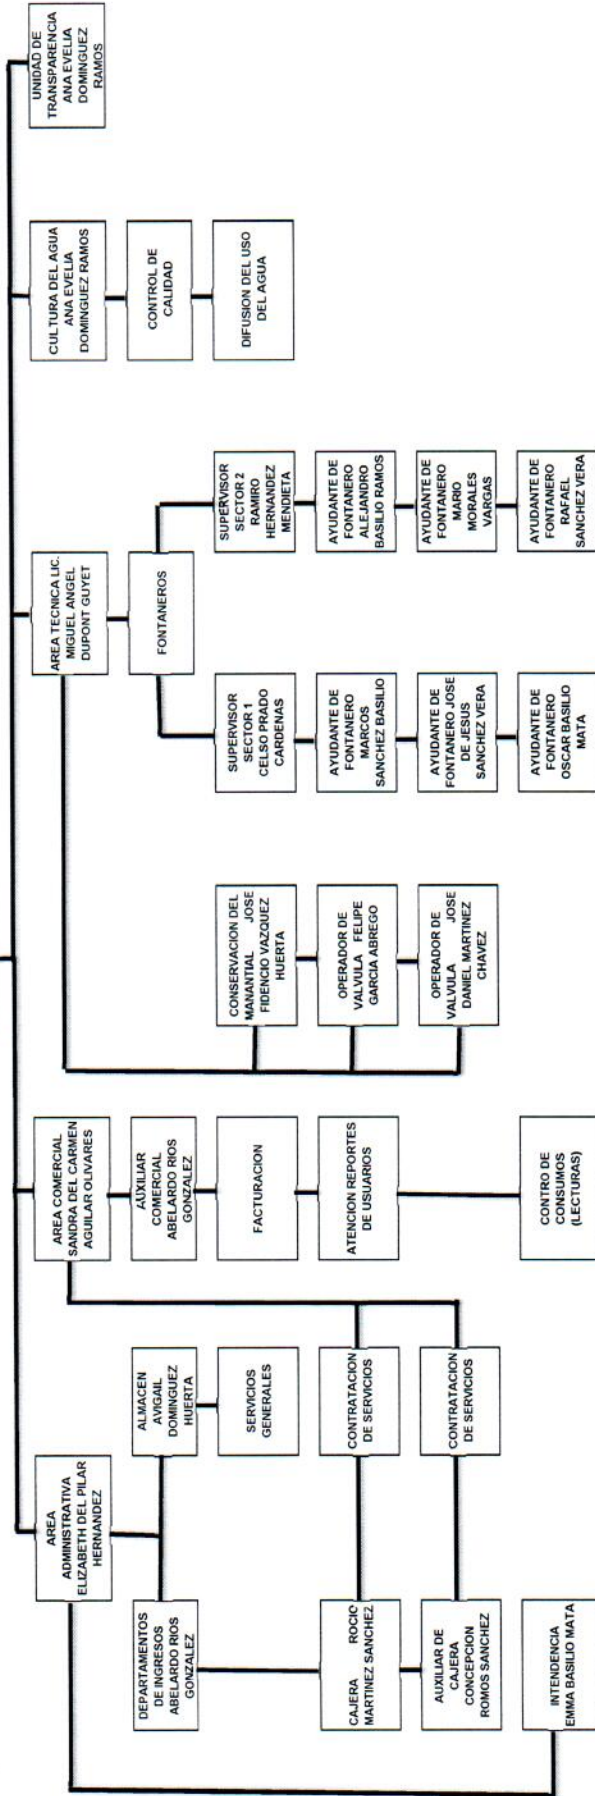 AREA
ADMINISTRATIVA
ELIZABETH DEL PILAR
HERNANDEZ
DEPARTAMENTOS
DE INGRESOS
ABELARDO RIOS
GONZALEZ
ALMACEN
AVIGAIL
DOMINGUEZ
HUERTA
SERVICIOS
GENERALES
CAJERA ROCIO
MARTINEZ SANCHEZ
CONTRATACION
DE SERVICIOS
AUXILIAR DE
CAJERA
CONCEPCION
ROMOS SANCHEZ
CONTRATACION
DE SERVICIOS
INTENDENCIA
EMMA BASILIO MATA
AREA COMERCIAL
SANDRA DEL CARMEN
AGUILAR OLIVARES
AUXILIAR
COMERCIAL
ABELARDO RIOS
GONZALEZ
FACTURACION
ATENCION REPORTES
DE USUARIOS
CONTRO DE
CONSUMOS
(LECTURAS)
AREA TECNICA LIC.
MIGUEL ANGEL
DUPONT GUYET
CONSERVACION DEL
MANANTIAL JOSE
FIDENCIO VAZQUEZ
HUERTA
OPERADOR DE
VALVULA FELIPE
GARCIA ABREGO
OPERADOR DE
VALVULA JOSE
DANIEL MARTINEZ
CHAVEZ
FONTANEROS
SUPERVISOR
SECTOR 1
CELSO PRADO
CARDENAS
AYUDANTE DE
FONTANERO
MARCOS
SANCHEZ BASILIO
AYUDANTE DE
FONTANERO JOSE
DE JESUS
SANCHEZ VERA
AYUDANTE DE
FONTANERO
OSCAR BASILIO
MATA
SUPERVISOR
SECTOR 2
RAMIRO
HERNANDEZ
MENDIETA
AYUDANTE DE
FONTANERO
ALEJANDRO
BASILIO RAMOS
AYUDANTE DE
FONTANERO
MARIO
MORALES
VARGAS
AYUDANTE DE
FONTANERO
RAFAEL
SANCHEZ VERA
CULTURA DEL AGUA
ANA EVELIA
DOMINGUEZ RAMOS
CONTROL DE
CALIDAD
DIFUSION DEL USO
DEL AGUA
UNIDAD DE
TRANSPARENCIA
ANA EVELIA
DOMINGUEZ
RAMOS